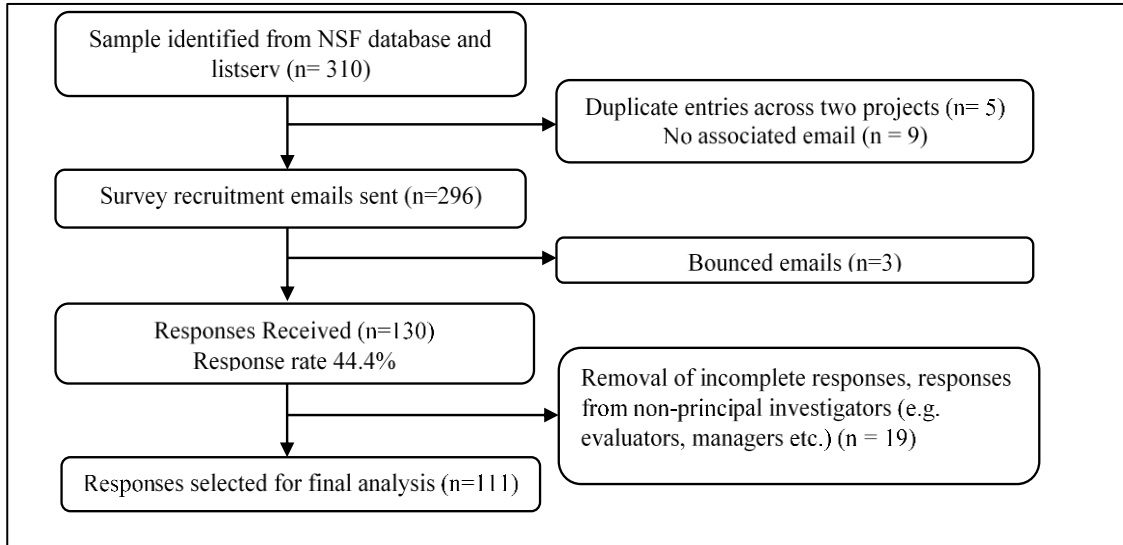 Sample identified from NSF database and
listserv (n= 310)
Duplicate entries across two projects (n= 5)
No associated email (n = 9)
Survey recruitment emails sent (n=296)
Bounced emails (n=3)
Responses Received (n=130)
Response rate 44.4%
Removal of incomplete responses, responses
from non-principal investigators (e.g.
evaluators, managers etc.) (n = 19)
Responses selected for final analysis (n=111)